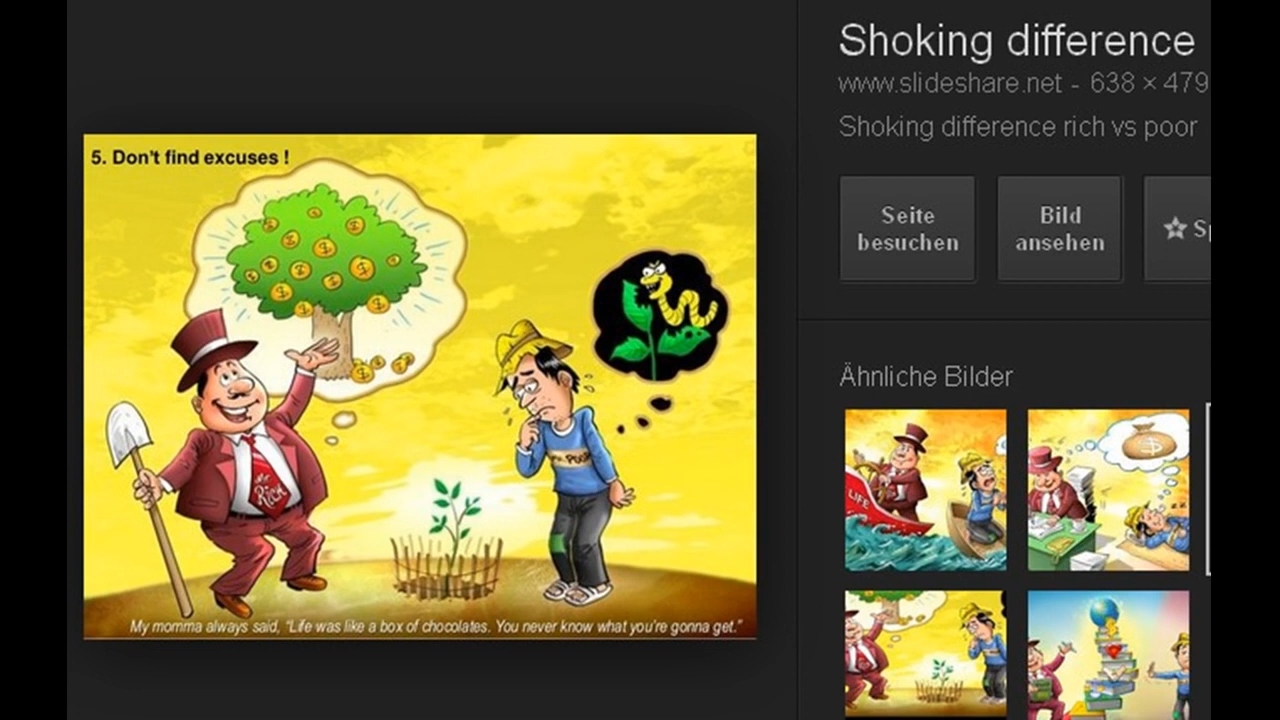 Shoking difference
www.slideshare.net - 638 × 479
Shoking difference rich vs poor
Seite
besuchen
Bild
ansehen
Ähnliche Bilder
5. Don't find excuses !
Rich
My momma always said, “Life was like a box of chocolates. You never know what you're gonna get.”
LIFE